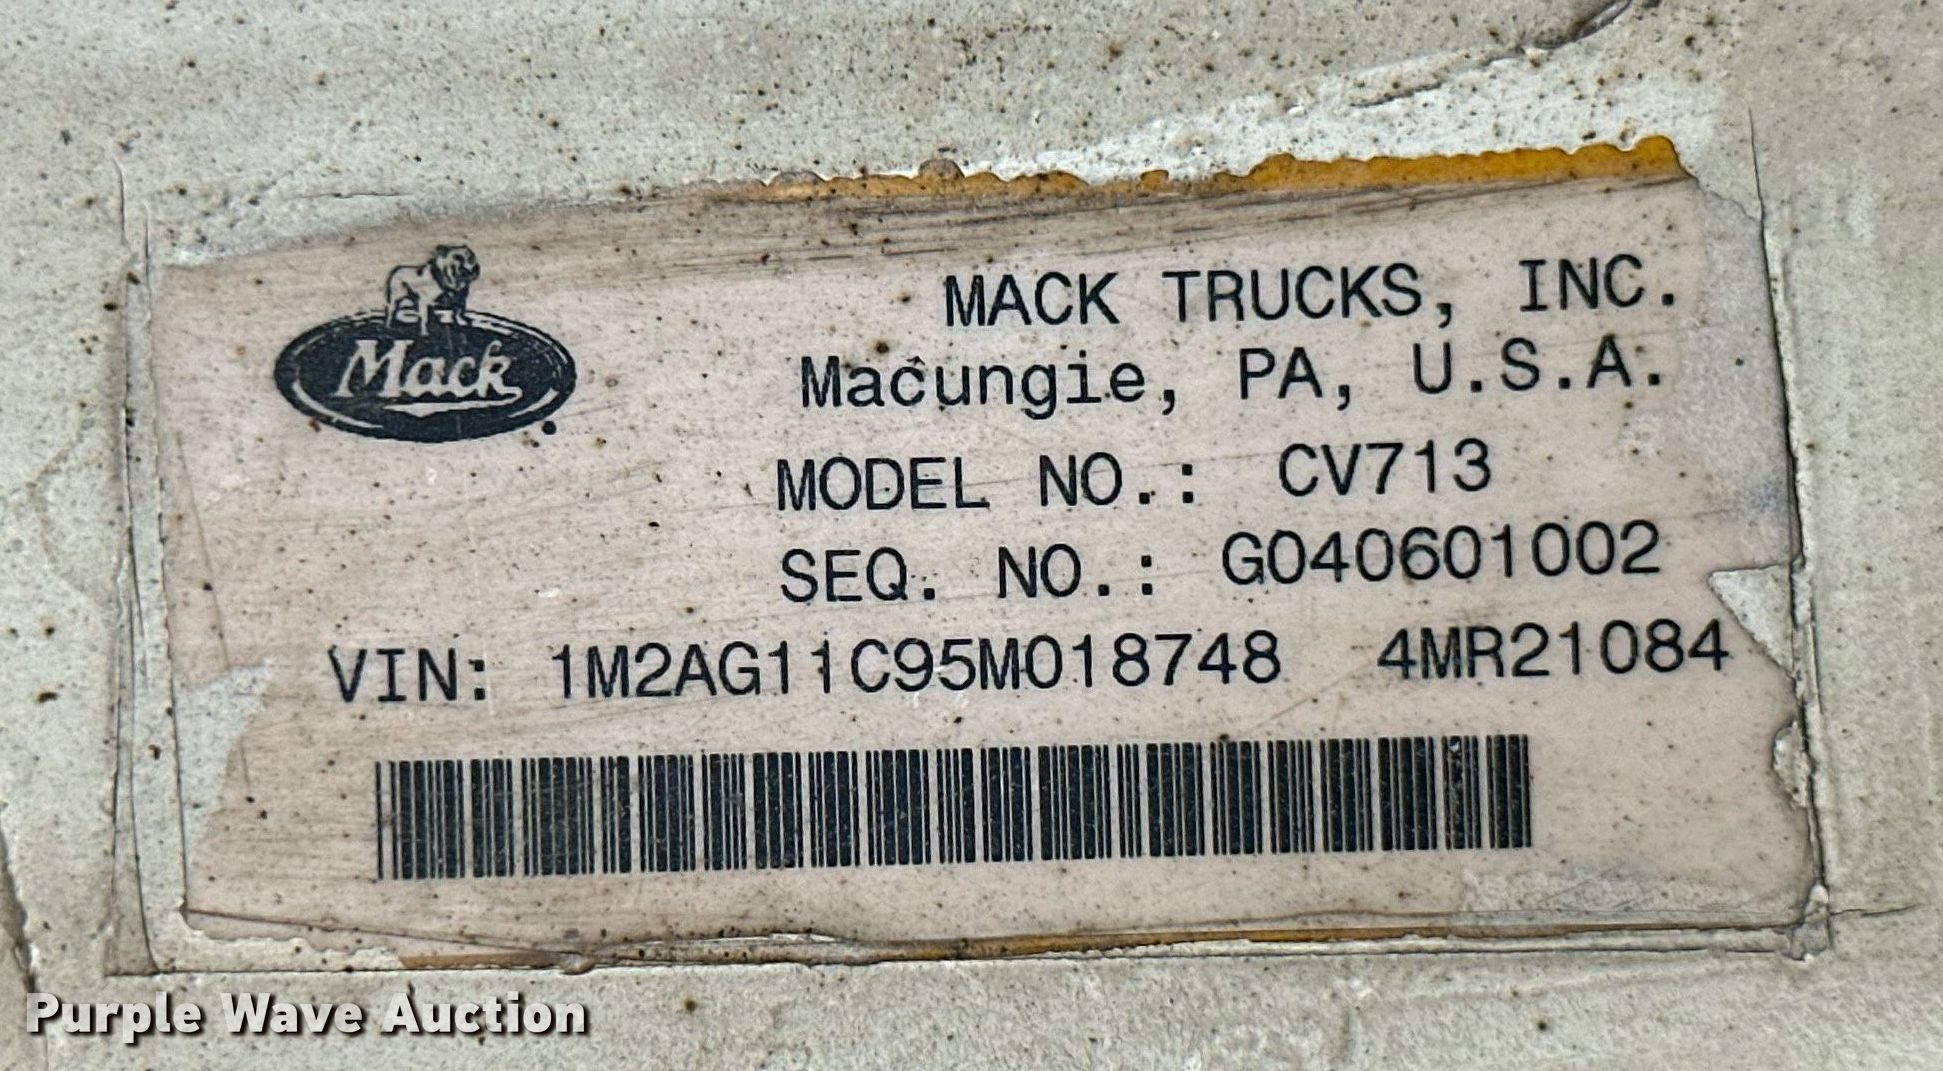 Mack
MACK TRUCKS, INC.
Macungie, PA, U.S.A.
MODEL NO.: CV713
SEQ. NO.: G040601002
VIN: 1M2AG11C95M018748 4MR21084
Purple Wave Auction